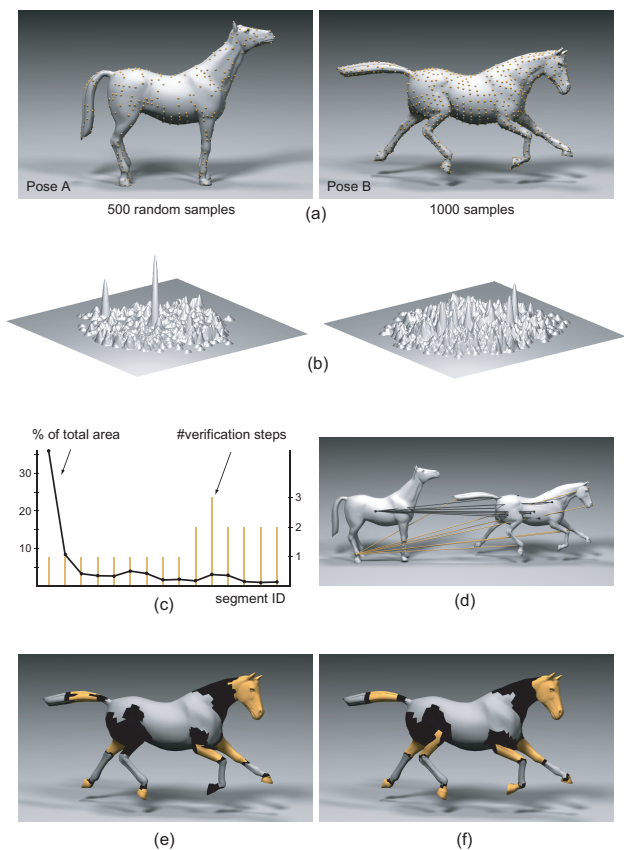 Pose A
Pose B
500 random samples
1000 samples
(a)
(b)
% of total area
#verification steps
30
20
10
3
2
1
segment ID
(c)
(d)
(e)
(f)